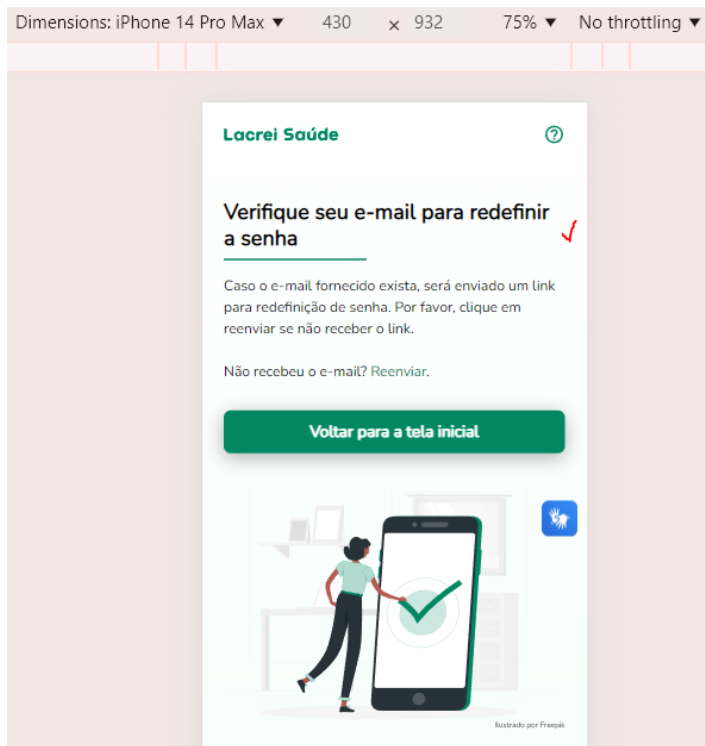 Dimensions: iPhone 14 Pro Max ▼ 430 × 932 75% ▼ No throttling ▼
Lacrei Saúde
Verifique seu e-mail para redefinir
a senha
Caso o e-mail fornecido exista, será enviado um link
para redefinição de senha. Por favor, clique em
reenviar se não receber o link.
Não recebeu o e-mail? Reenviar.
Voltar para a tela inicial
Ilustrado por Freepik